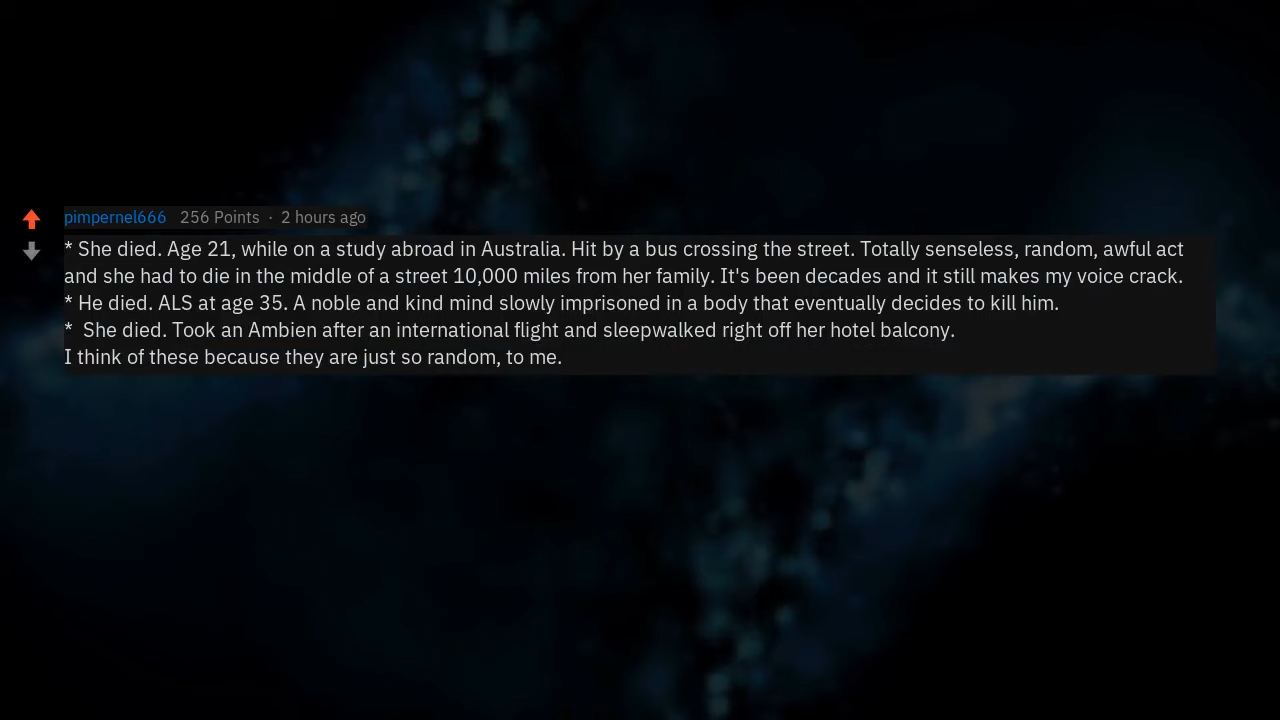 pimpernel666 256 Points · 2 hours ago
* She died. Age 21, while on a study abroad in Australia. Hit by a bus crossing the street. Totally senseless, random, awful act
and she had to die in the middle of a street 10,000 miles from her family. It's been decades and it still makes my voice crack.
* He died. ALS at age 35. A noble and kind mind slowly imprisoned in a body that eventually decides to kill him.
*  She died. Took an Ambien after an international flight and sleepwalked right off her hotel balcony.
I think of these because they are just so random, to me.